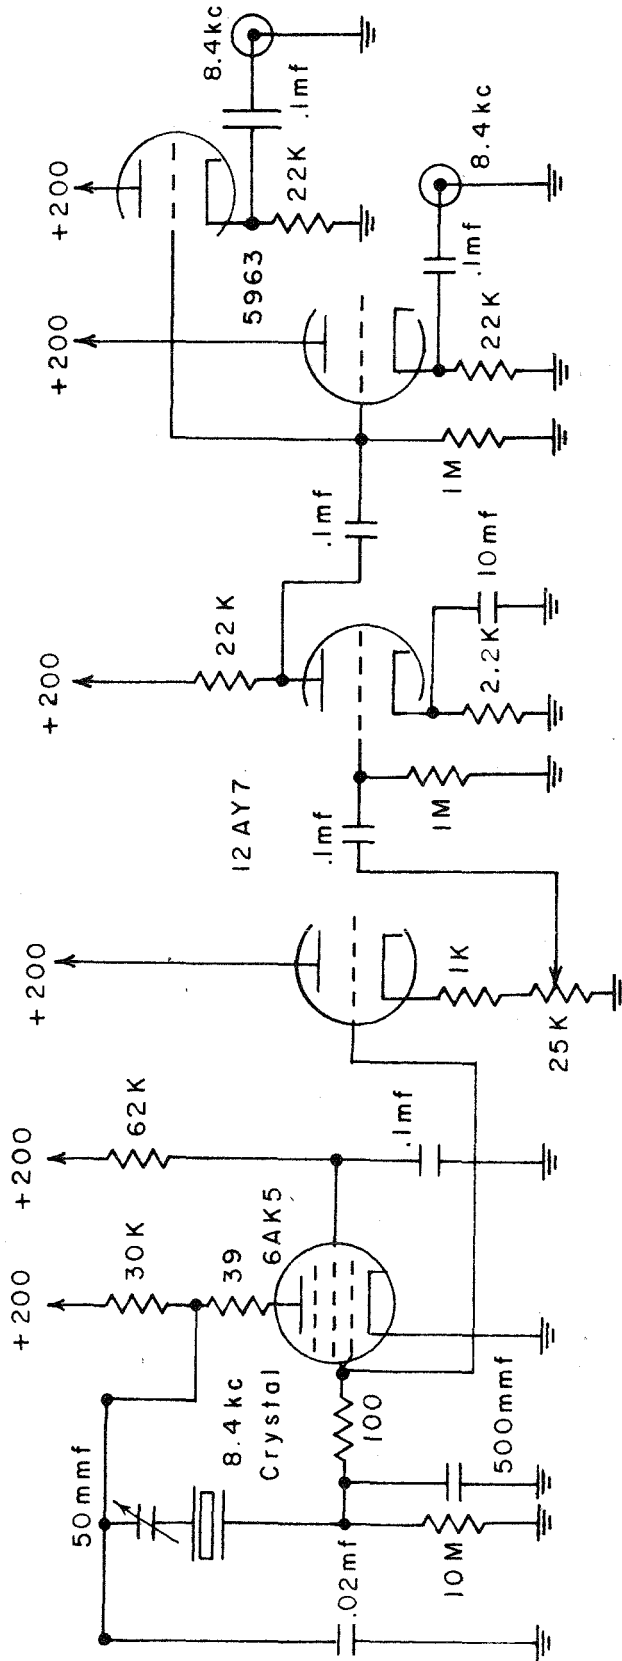 +200
+200
+200
+200
+200
+200
50mmf
8.4kc
Crystal
.02mf
10M
500mmf
100
30K
39
6AK5
62K
.1mf
1K
25K
12AY7
.1mf
1M
22K
2.2K
10mf
.1mf
1M
5963
22K
.1mf
8.4kc
22K
.1mf
8.4kc